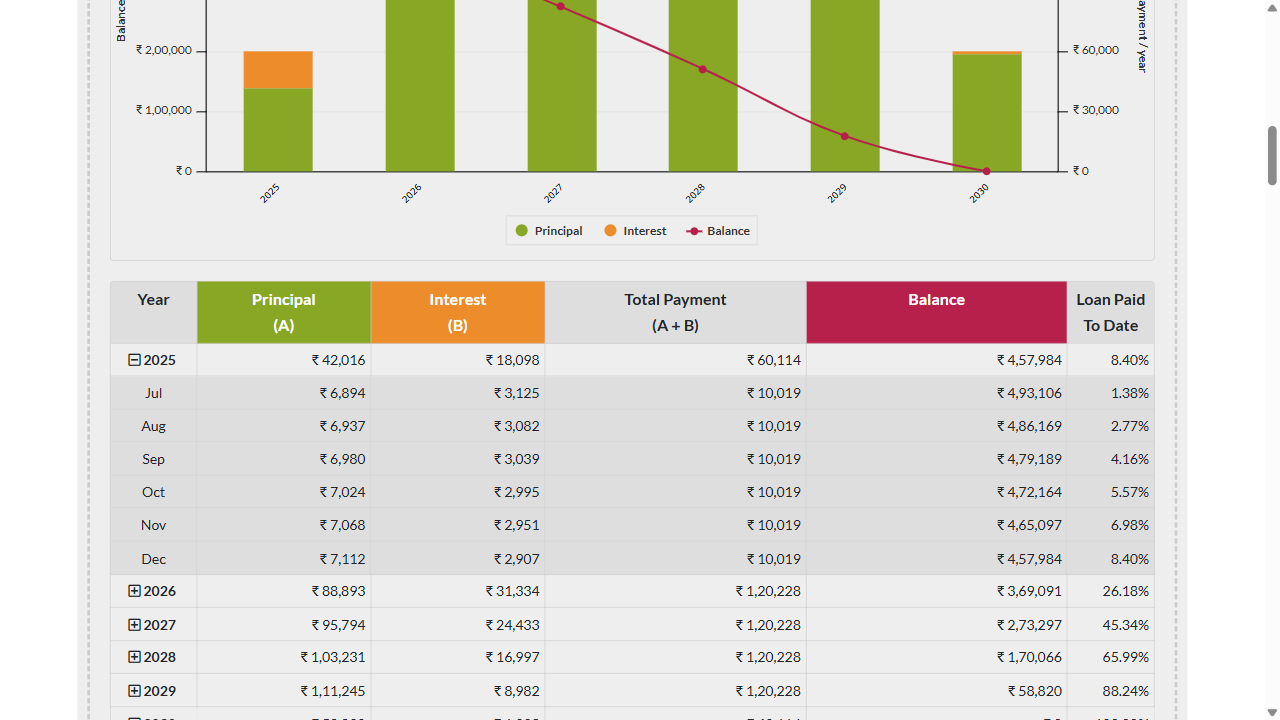 Balance
₹ 2,00,000
₹ 60,000
ayment / year
₹ 1,00,000
₹ 30,000
₹ 0
₹ 0
2025 2026 2027 2028 2029 2030
Principal Interest Balance
Year Principal Interest Total Payment Balance Loan Paid
(A) (B) (A + B) To Date
2025 ₹ 42,016 ₹ 18,098 ₹ 60,114 ₹ 4,57,984 8.40%
Jul ₹ 6,894 ₹ 3,125 ₹ 10,019 ₹ 4,93,106 1.38%
Aug ₹ 6,937 ₹ 3,082 ₹ 10,019 ₹ 4,86,169 2.77%
Sep ₹ 6,980 ₹ 3,039 ₹ 10,019 ₹ 4,79,189 4.16%
Oct ₹ 7,024 ₹ 2,995 ₹ 10,019 ₹ 4,72,164 5.57%
Nov ₹ 7,068 ₹ 2,951 ₹ 10,019 ₹ 4,65,097 6.98%
Dec ₹ 7,112 ₹ 2,907 ₹ 10,019 ₹ 4,57,984 8.40%
2026 ₹ 88,893 ₹ 31,334 ₹ 1,20,228 ₹ 3,69,091 26.18%
2027 ₹ 95,794 ₹ 24,433 ₹ 1,20,228 ₹ 2,73,297 45.34%
2028 ₹ 1,03,231 ₹ 16,997 ₹ 1,20,228 ₹ 1,70,066 65.99%
2029 ₹ 1,11,245 ₹ 8,982 ₹ 1,20,228 ₹ 58,820 88.24%